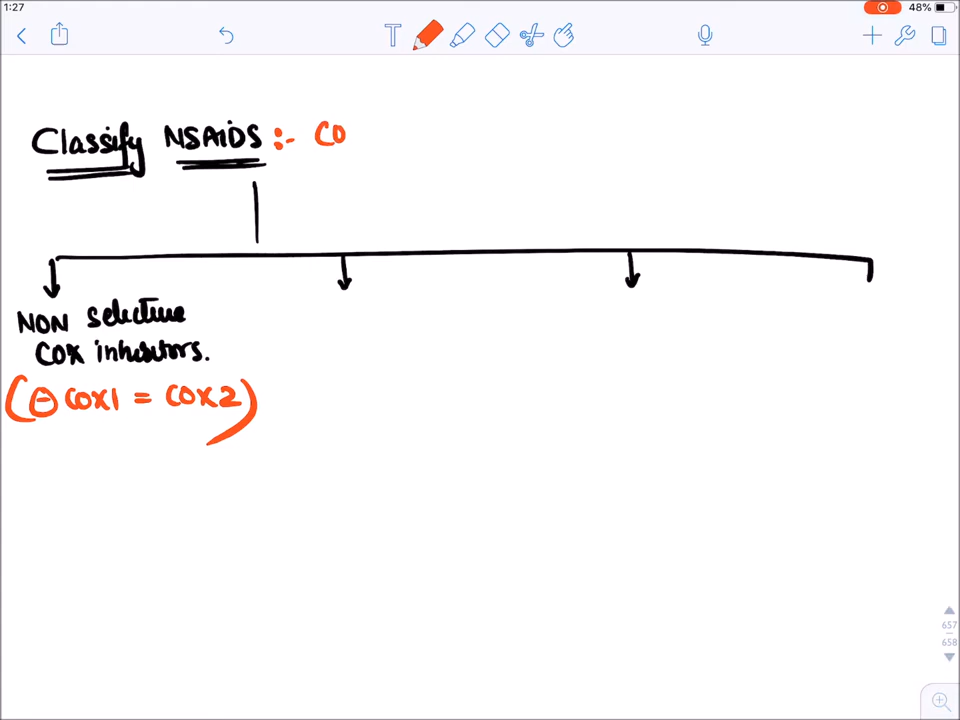 1:27
48%
T
Classify NSAIDS :- CO
NON selective
COX inhibitors.
(⊖ COX1 = COX2)
657
658